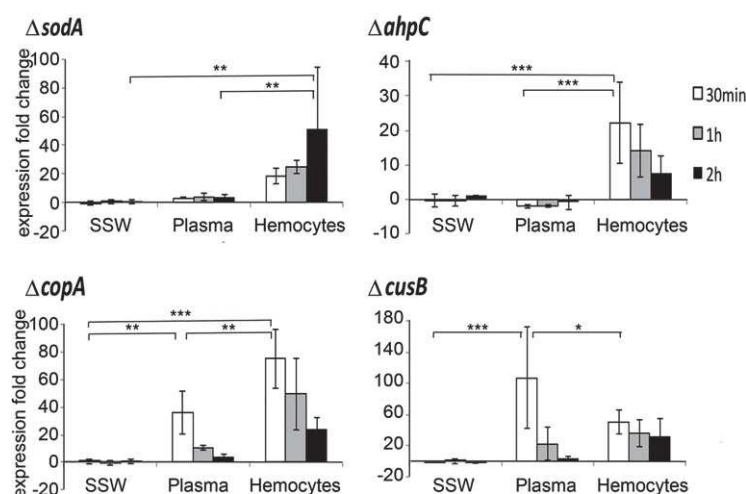 ΔsodA
expression fold change
100
80
60
40
20
0
-20
**
**
SSW Plasma Hemocytes
ΔahpC
40
30
20
10
0
-10
***
***
SSW Plasma Hemocytes
30min
1h
2h
ΔcopA
expression fold change
100
80
60
40
20
0
-20
***
** **
SSW Plasma Hemocytes
ΔcusB
180
140
100
60
20
-20
*** *
SSW Plasma Hemocytes